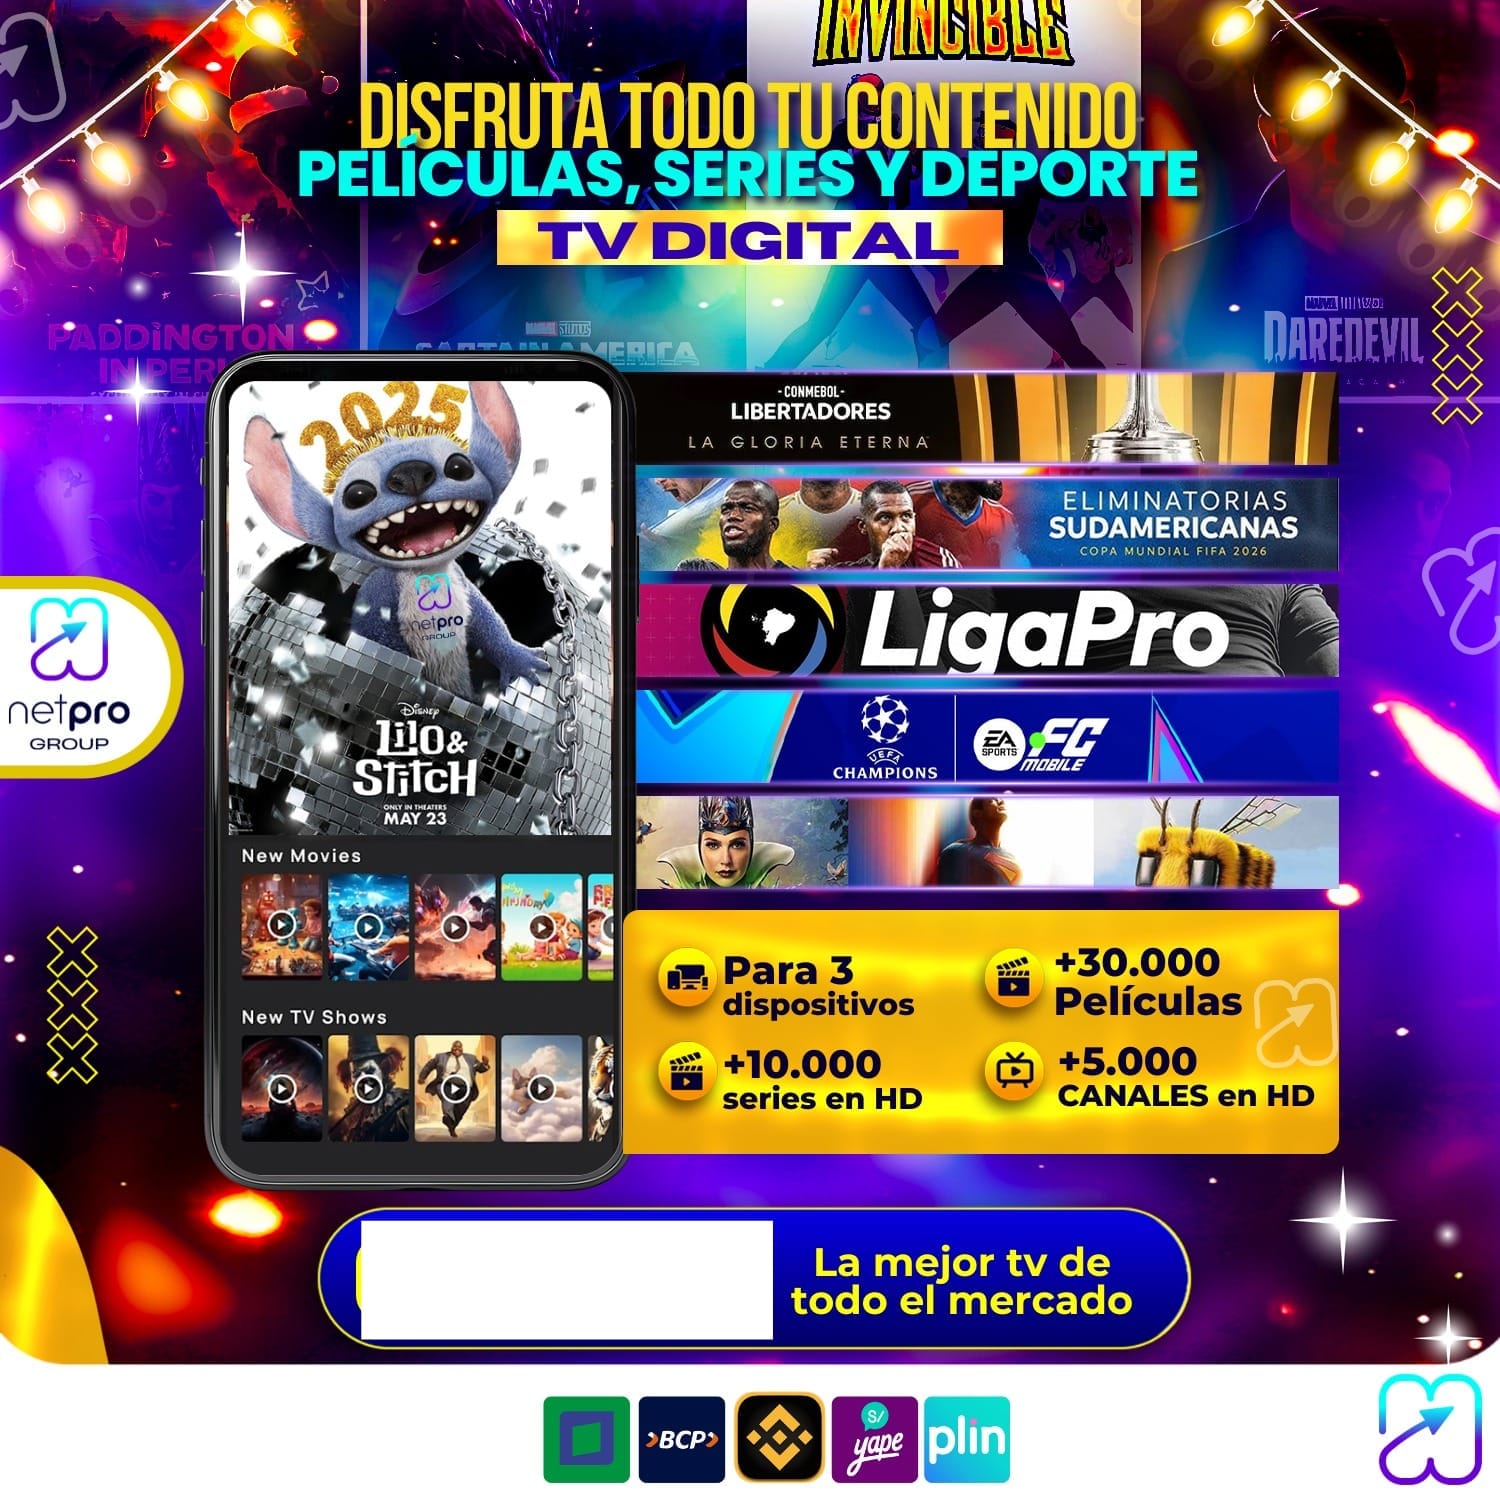 INVINCIBLE
DISFRUTA TODO TU CONTENIDO
PELÍCULAS, SERIES Y DEPORTE
TV DIGITAL
PADDINGTON
IN PERU
MARVEL STUDIOS
CAPTAIN AMERICA
MARVEL
DAREDEVIL
2025
netpro
GROUP
Disney
Lilo &
Stitch
ONLY IN THEATERS
MAY 23
New Movies
New TV Shows
-CONMEBOL-
LIBERTADORES
LA GLORIA ETERNA
ELIMINATORIAS
SUDAMERICANAS
COPA MUNDIAL FIFA 2026
LigaPro
UEFA
CHAMPIONS
EA
SPORTS
FC
MOBILE
netpro
GROUP
Para 3
dispositivos
+30.000
Películas
+10.000
series en HD
+5.000
CANALES en HD
La mejor tv de
todo el mercado
BCP
S/
yape
plin